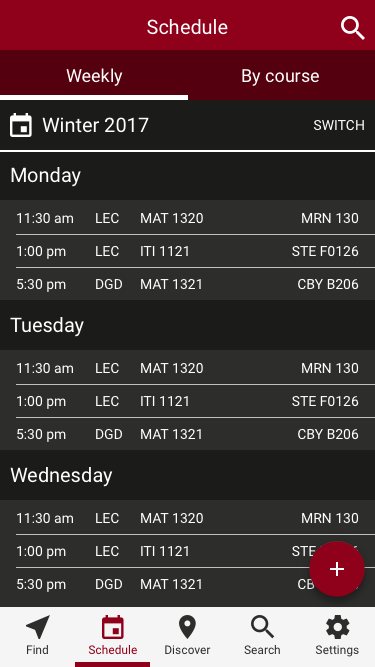 Schedule
Weekly By course
Winter 2017 SWITCH
Monday
11:30 am LEC MAT 1320 MRN 130
1:00 pm LEC ITI 1121 STE F0126
5:30 pm DGD MAT 1321 CBY B206
Tuesday
11:30 am LEC MAT 1320 MRN 130
1:00 pm LEC ITI 1121 STE F0126
5:30 pm DGD MAT 1321 CBY B206
Wednesday
11:30 am LEC MAT 1320 MRN 130
1:00 pm LEC ITI 1121 STE
5:30 pm DGD MAT 1321
Find Schedule Discover Search Settings